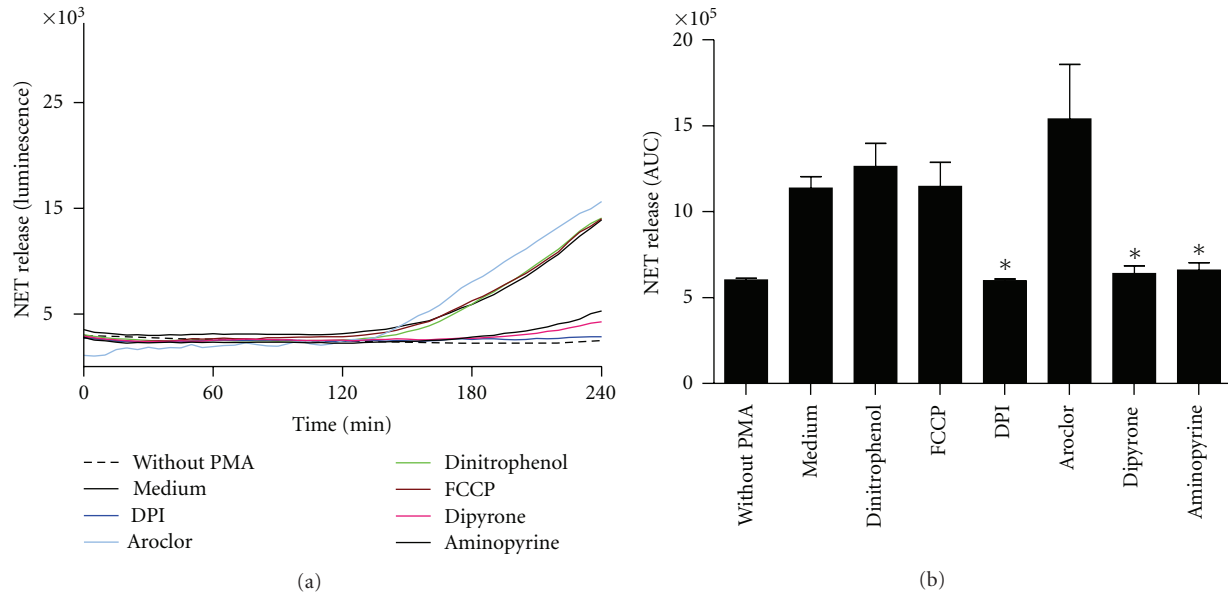 ×10³
NET release (luminescence)
25
15
5
0
60
120
180
240
Time (min)
Without PMA
Medium
DPI
Aroclor
Dinitrophenol
FCCP
Dipyrone
Aminopyrine
(a)
×10⁵
NET release (AUC)
20
15
10
5
0
*
*
*
Without PMA
Medium
Dinitrophenol
FCCP
DPI
Aroclor
Dipyrone
Aminopyrine
(b)